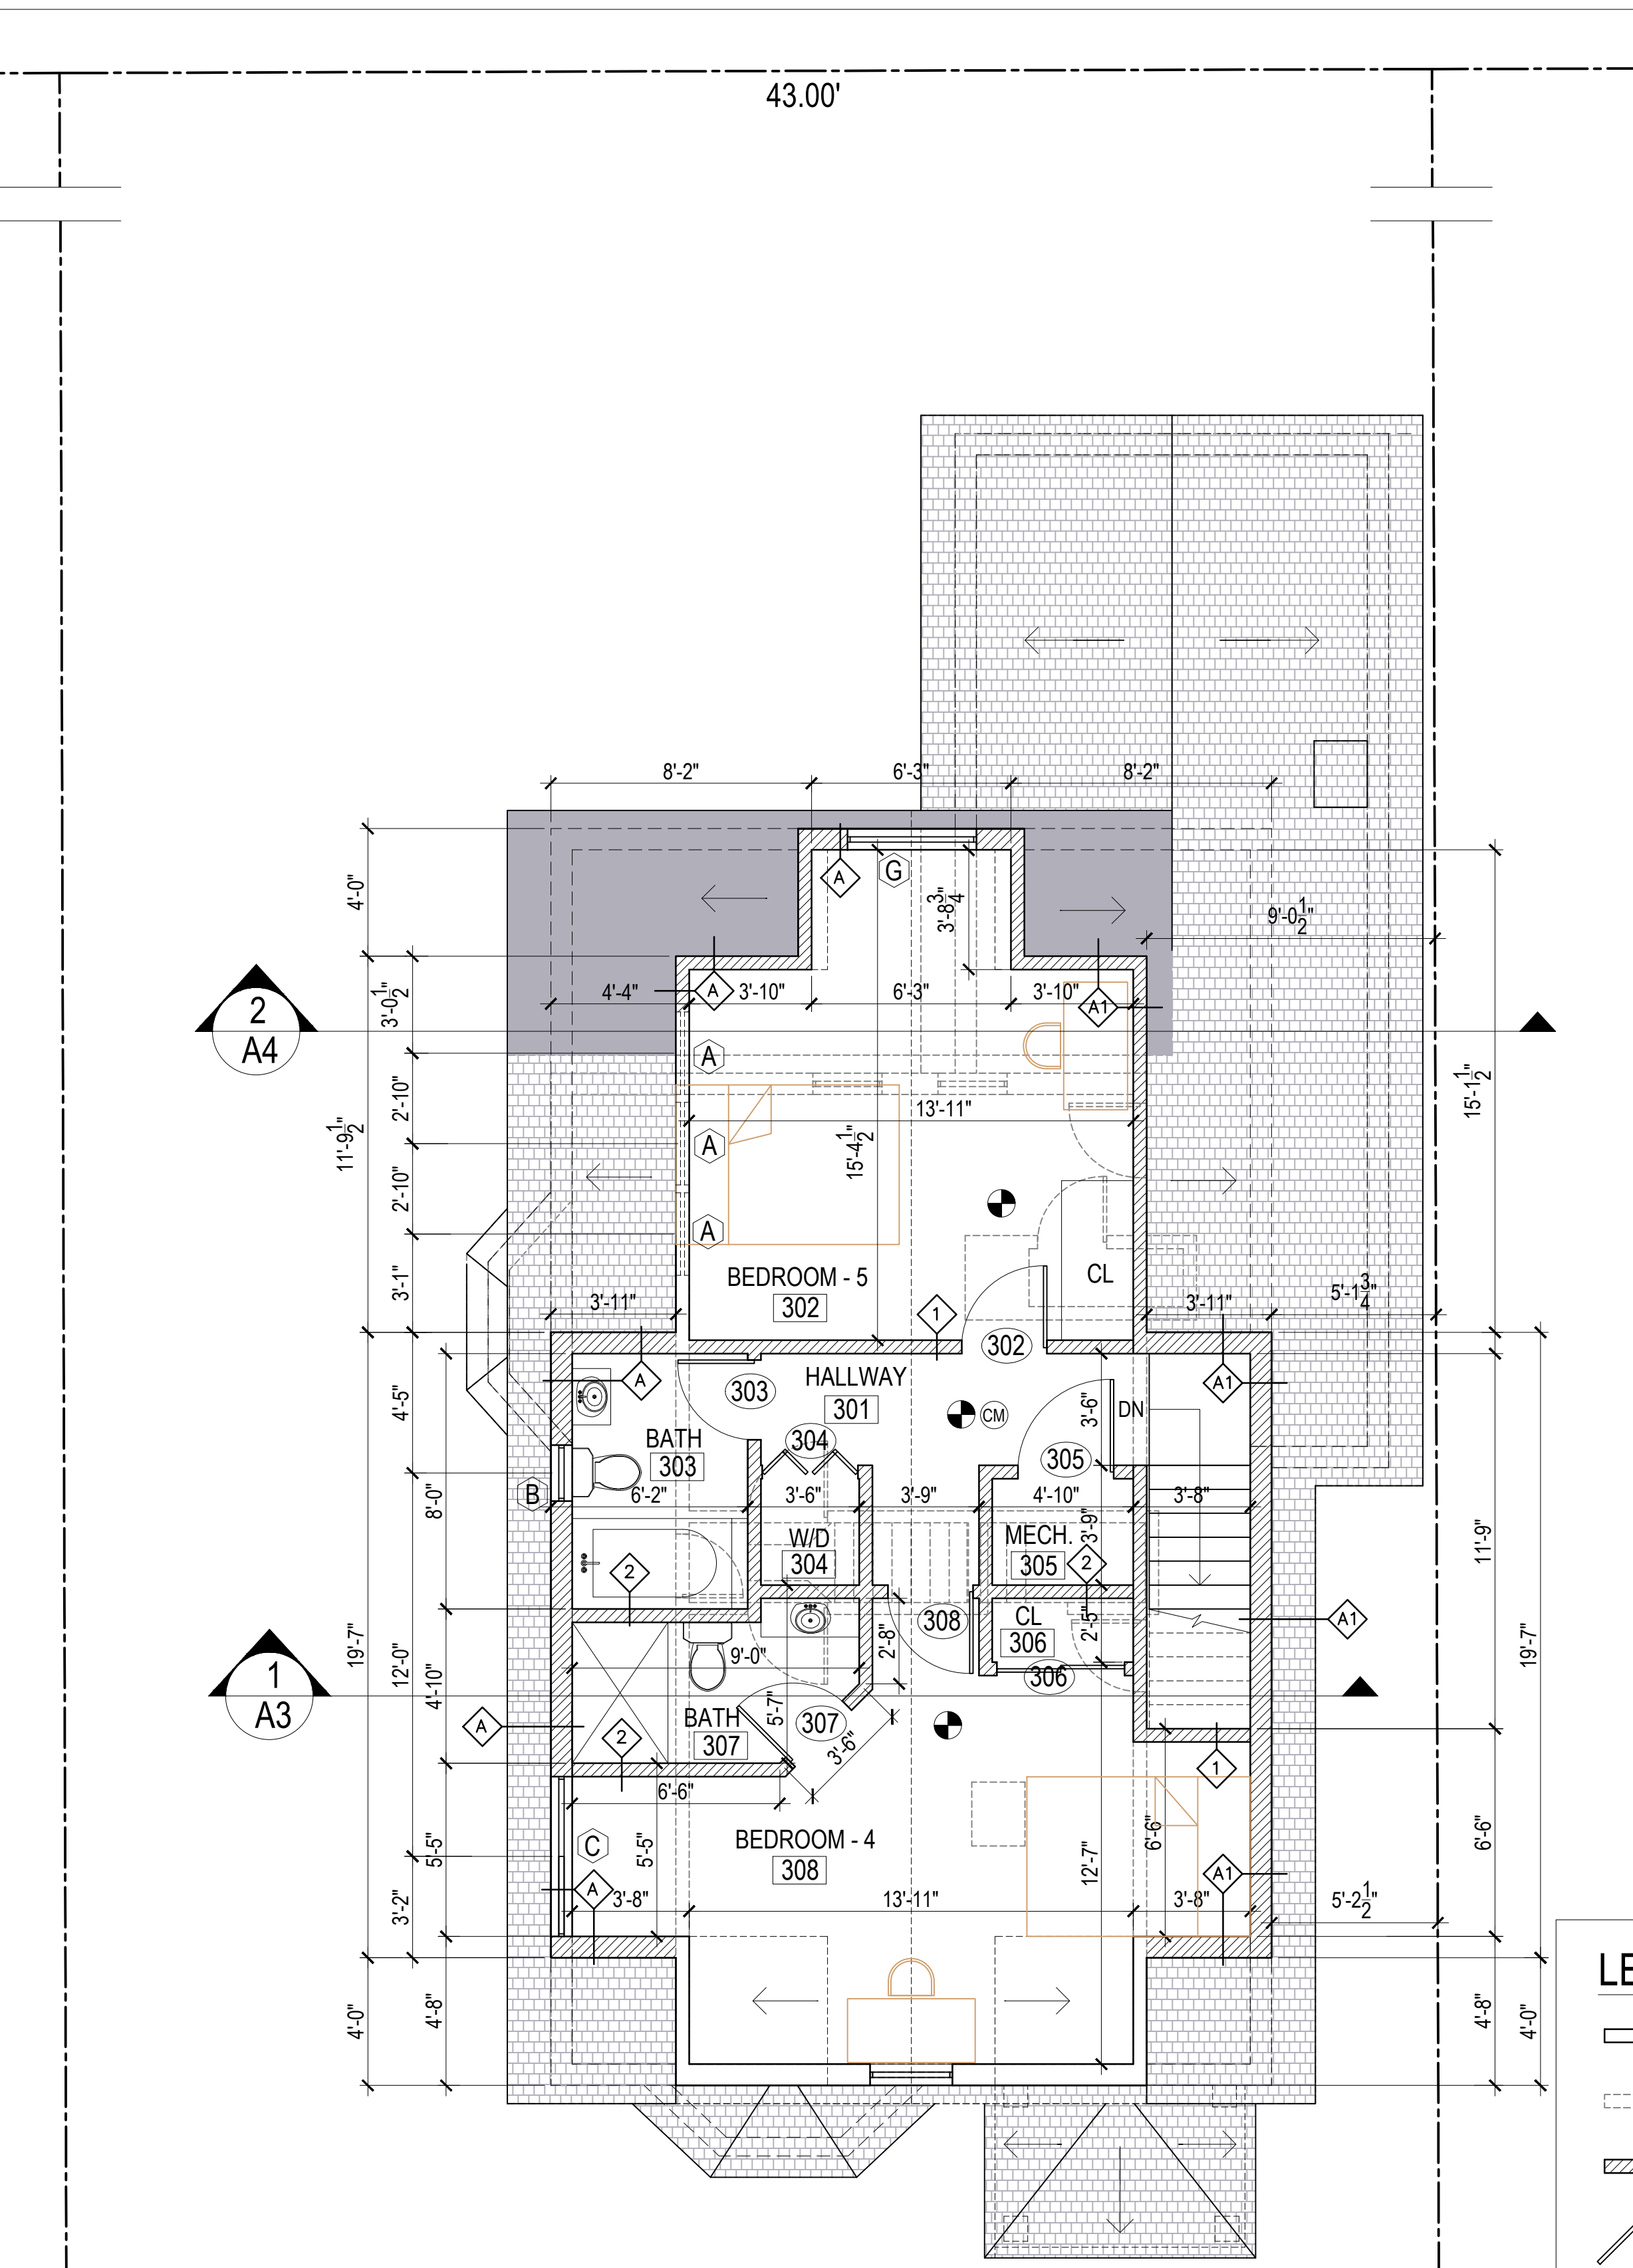 43.00'
8'-2"
6'-3"
8'-2"
4'-0"
A
G
3'-8 3/4"
9'-0 1/2"
3'-0 1/2"
4'-4"
A
3'-10"
6'-3"
3'-10"
A1
2
A4
A
2'-10"
13'-11"
15'-1 1/2"
11'-9 1/2"
A
15'-4 1/2"
2'-10"
A
BEDROOM - 5
302
CL
3'-1"
3'-11"
1
3'-11"
5'-1 3/4"
302
HALLWAY
301
303
A
A1
4'-5"
DN
3'-6"
CM
BATH
303
304
305
B
8'-0"
6'-2"
3'-6"
3'-9"
4'-10"
3'-8"
W/D
304
MECH.
305
3'-9"
2
11'-9"
2
CL
306
308
2'-5"
A1
2'-8"
9'-0"
306
19'-7"
12'-0"
4'-10"
19'-7"
1
A3
A
BATH
307
2
5'-7"
307
3'-6"
1
6'-6"
5'-5"
5'-5"
C
BEDROOM - 4
308
12'-7"
6'-6"
6'-6"
A
A1
3'-2"
3'-8"
13'-11"
3'-8"
5'-2 1/2"
LE
4'-0"
4'-8"
4'-8"
4'-0"